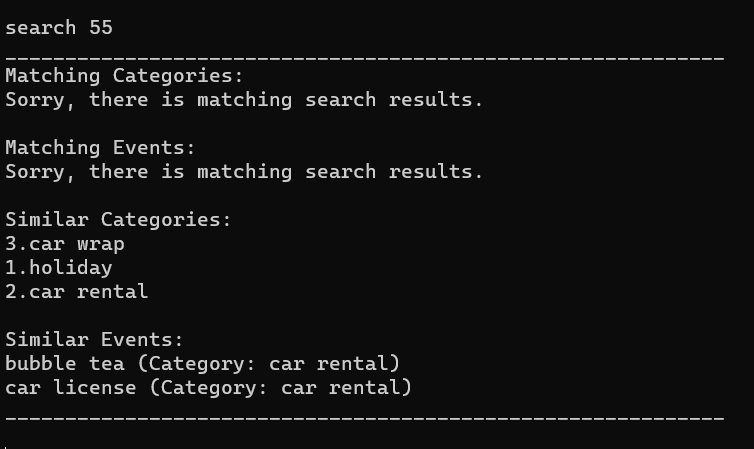 search 55
____________________________________________________________
Matching Categories:
Sorry, there is matching search results.

Matching Events:
Sorry, there is matching search results.

Similar Categories:
3.car wrap
1.holiday
2.car rental

Similar Events:
bubble tea (Category: car rental)
car license (Category: car rental)
____________________________________________________________